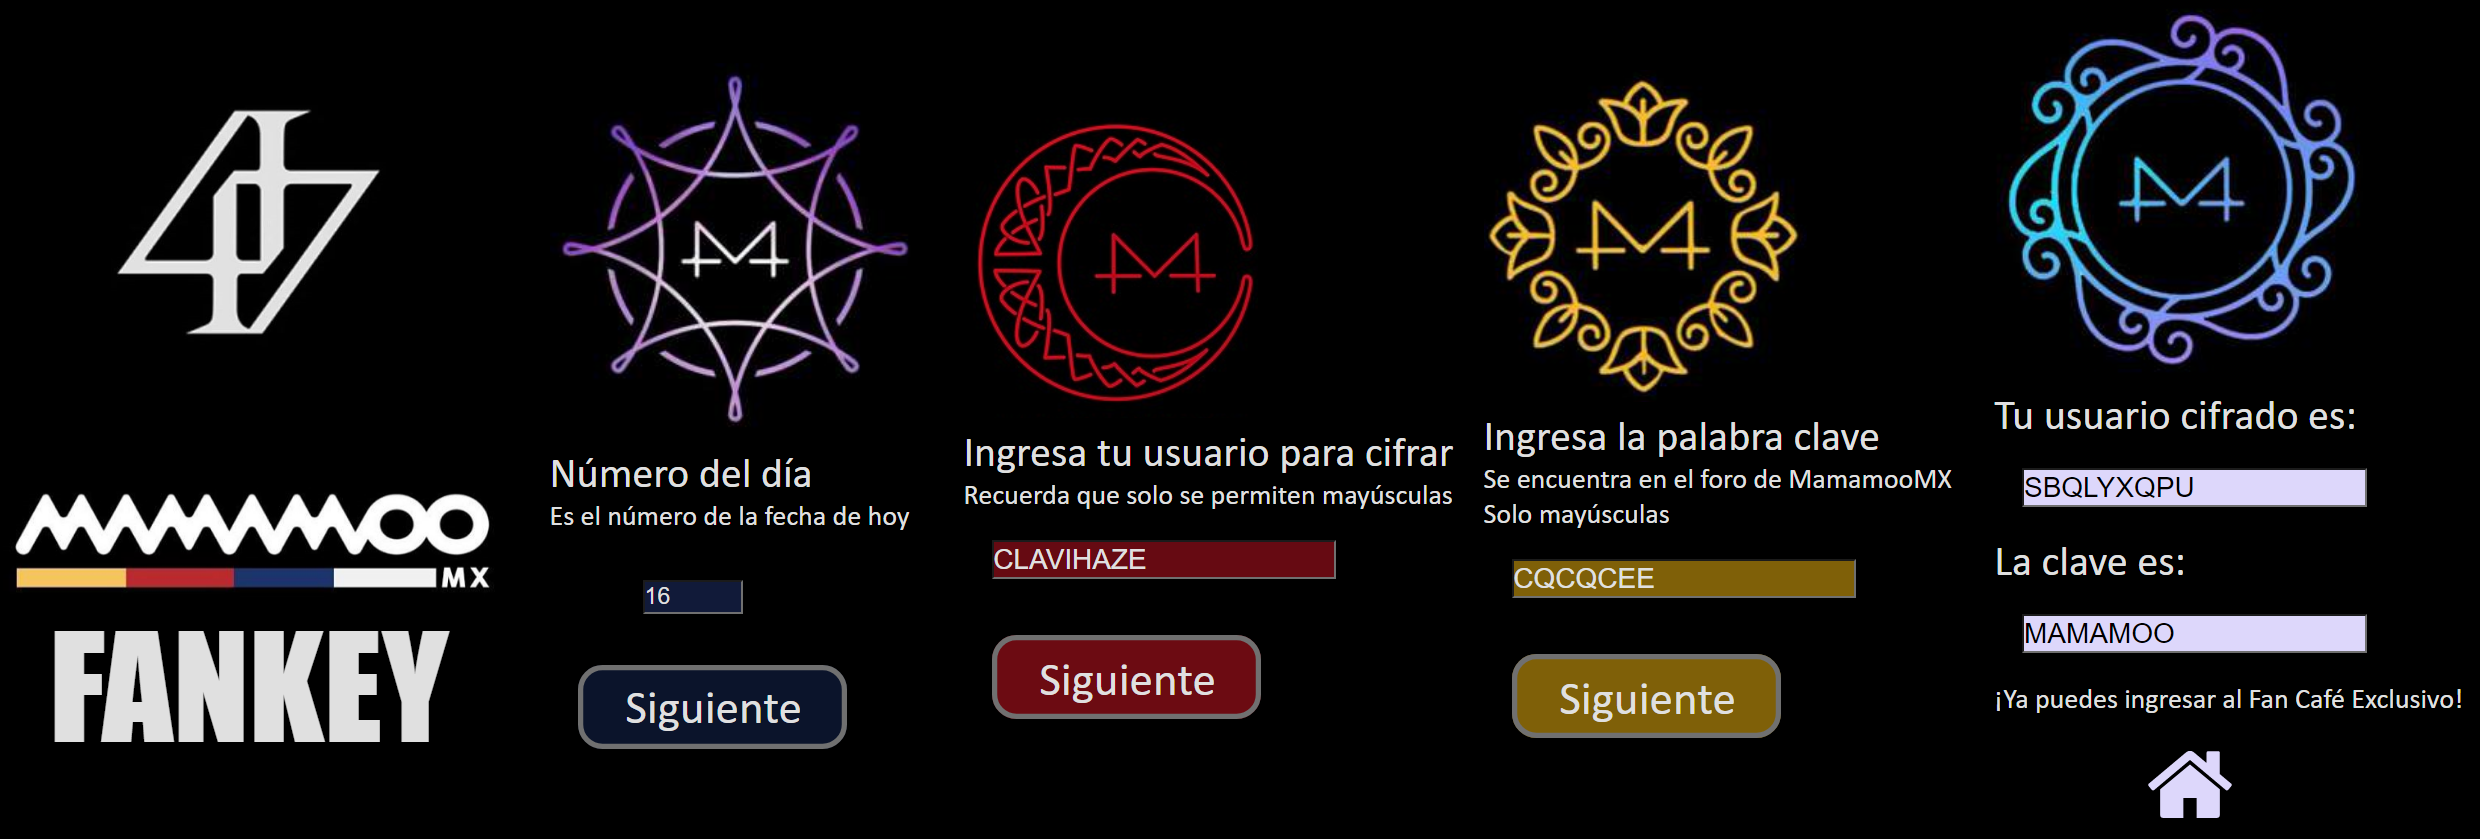 MAMAMOO
MX
FANKEY
Número del día
Es el número de la fecha de hoy
16
Siguiente
Ingresa tu usuario para cifrar
Recuerda que solo se permiten mayúsculas
CLAVIHAZE
Siguiente
Ingresa la palabra clave
Se encuentra en el foro de MamamooMX
Solo mayúsculas
CQCQCEE
Siguiente
Tu usuario cifrado es:
SBQLYXQPU
La clave es:
MAMAMOO
¡Ya puedes ingresar al Fan Café Exclusivo!